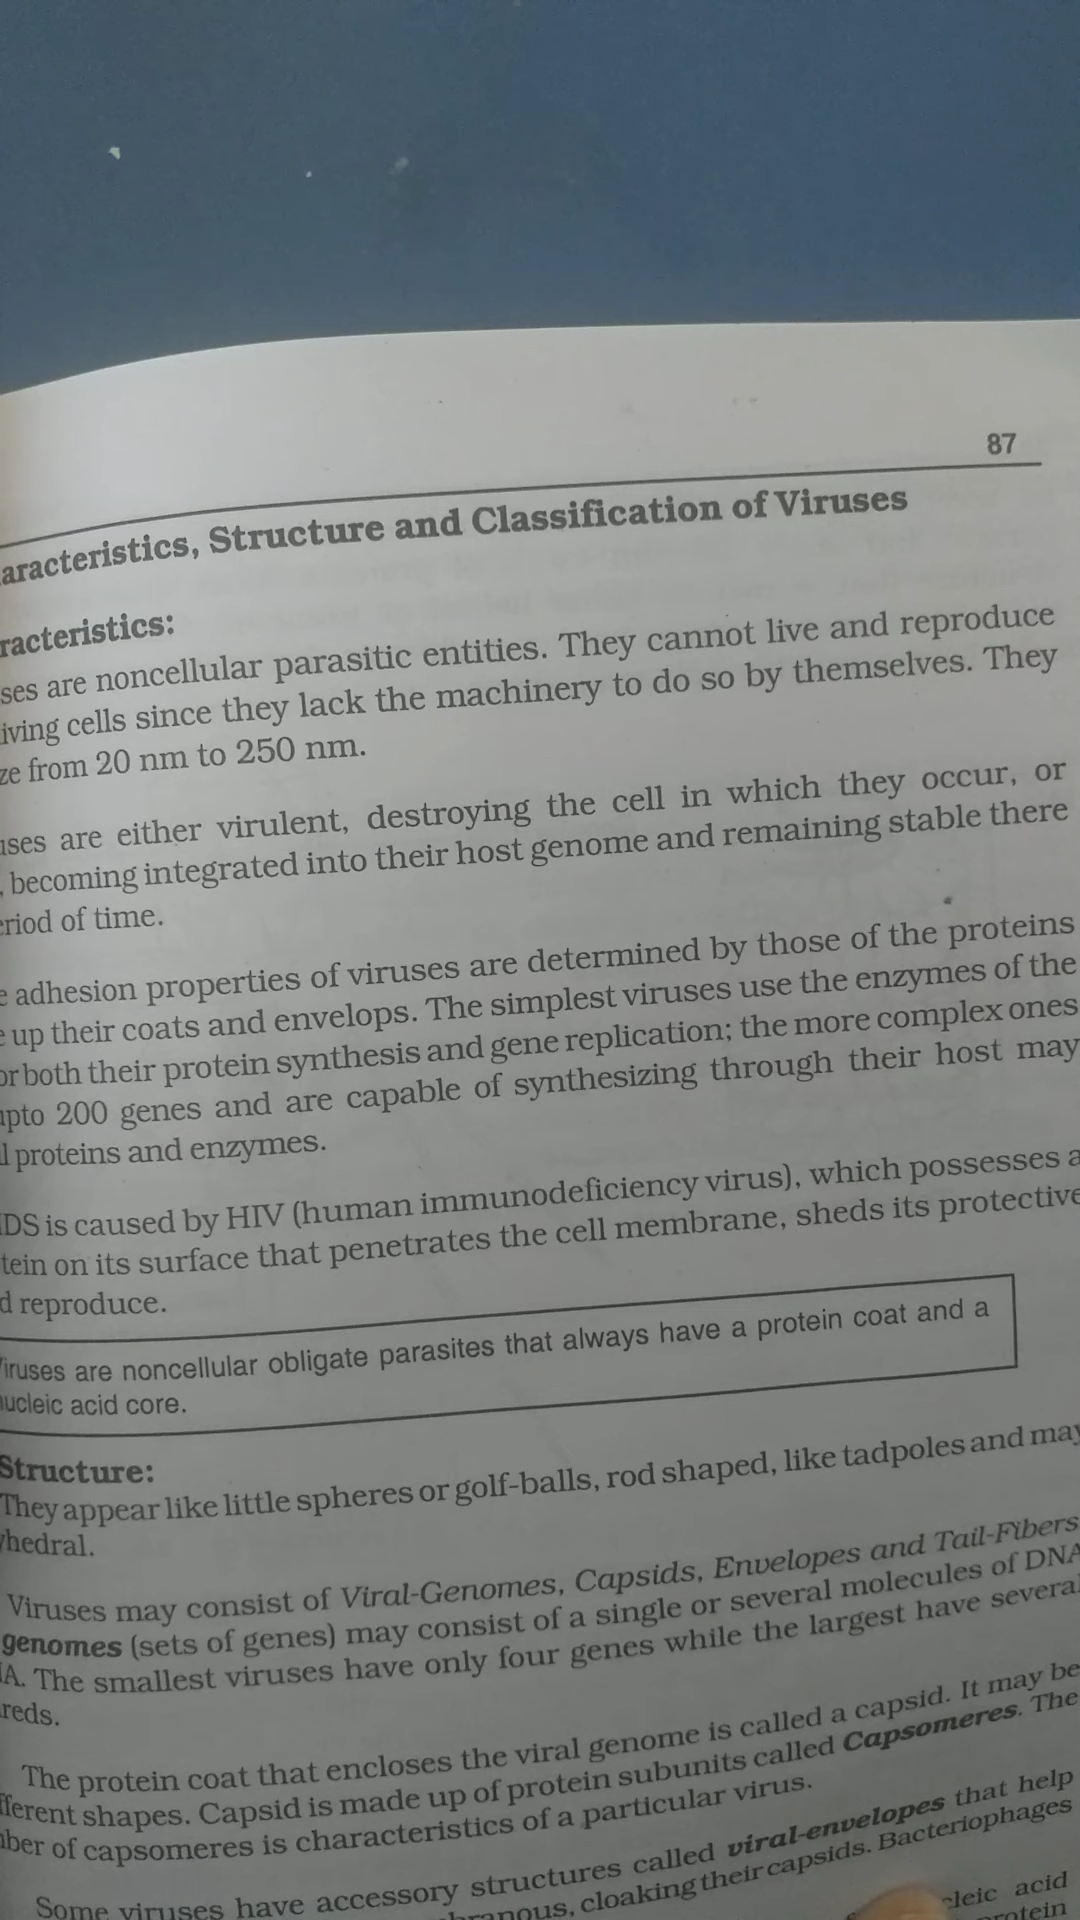 87
aracteristics, Structure and Classification of Viruses
racteristics:
ses are noncellular parasitic entities. They cannot live and reproduce
iving cells since they lack the machinery to do so by themselves. They
ze from 20 nm to 250 nm.
uses are either virulent, destroying the cell in which they occur, or
, becoming integrated into their host genome and remaining stable there
eriod of time.
e adhesion properties of viruses are determined by those of the proteins
e up their coats and envelops. The simplest viruses use the enzymes of the
or both their protein synthesis and gene replication; the more complex ones
upto 200 genes and are capable of synthesizing through their host may
l proteins and enzymes.
DS is caused by HIV (human immunodeficiency virus), which possesses a
tein on its surface that penetrates the cell membrane, sheds its protective
d reproduce.
Viruses are noncellular obligate parasites that always have a protein coat and a
nucleic acid core.
Structure:
They appear like little spheres or golf-balls, rod shaped, like tadpoles and may
yhedral.
Viruses may consist of Viral-Genomes, Capsids, Envelopes and Tail-Fibers
genomes (sets of genes) may consist of a single or several molecules of DNA
A. The smallest viruses have only four genes while the largest have several
reds.
The protein coat that encloses the viral genome is called a capsid. It may be
fferent shapes. Capsid is made up of protein subunits called Capsomeres. The
ber of capsomeres is characteristics of a particular virus.
Some viruses have accessory structures called viral-envelopes that help
branous, cloaking their capsids. Bacteriophages
cleic acid
protein